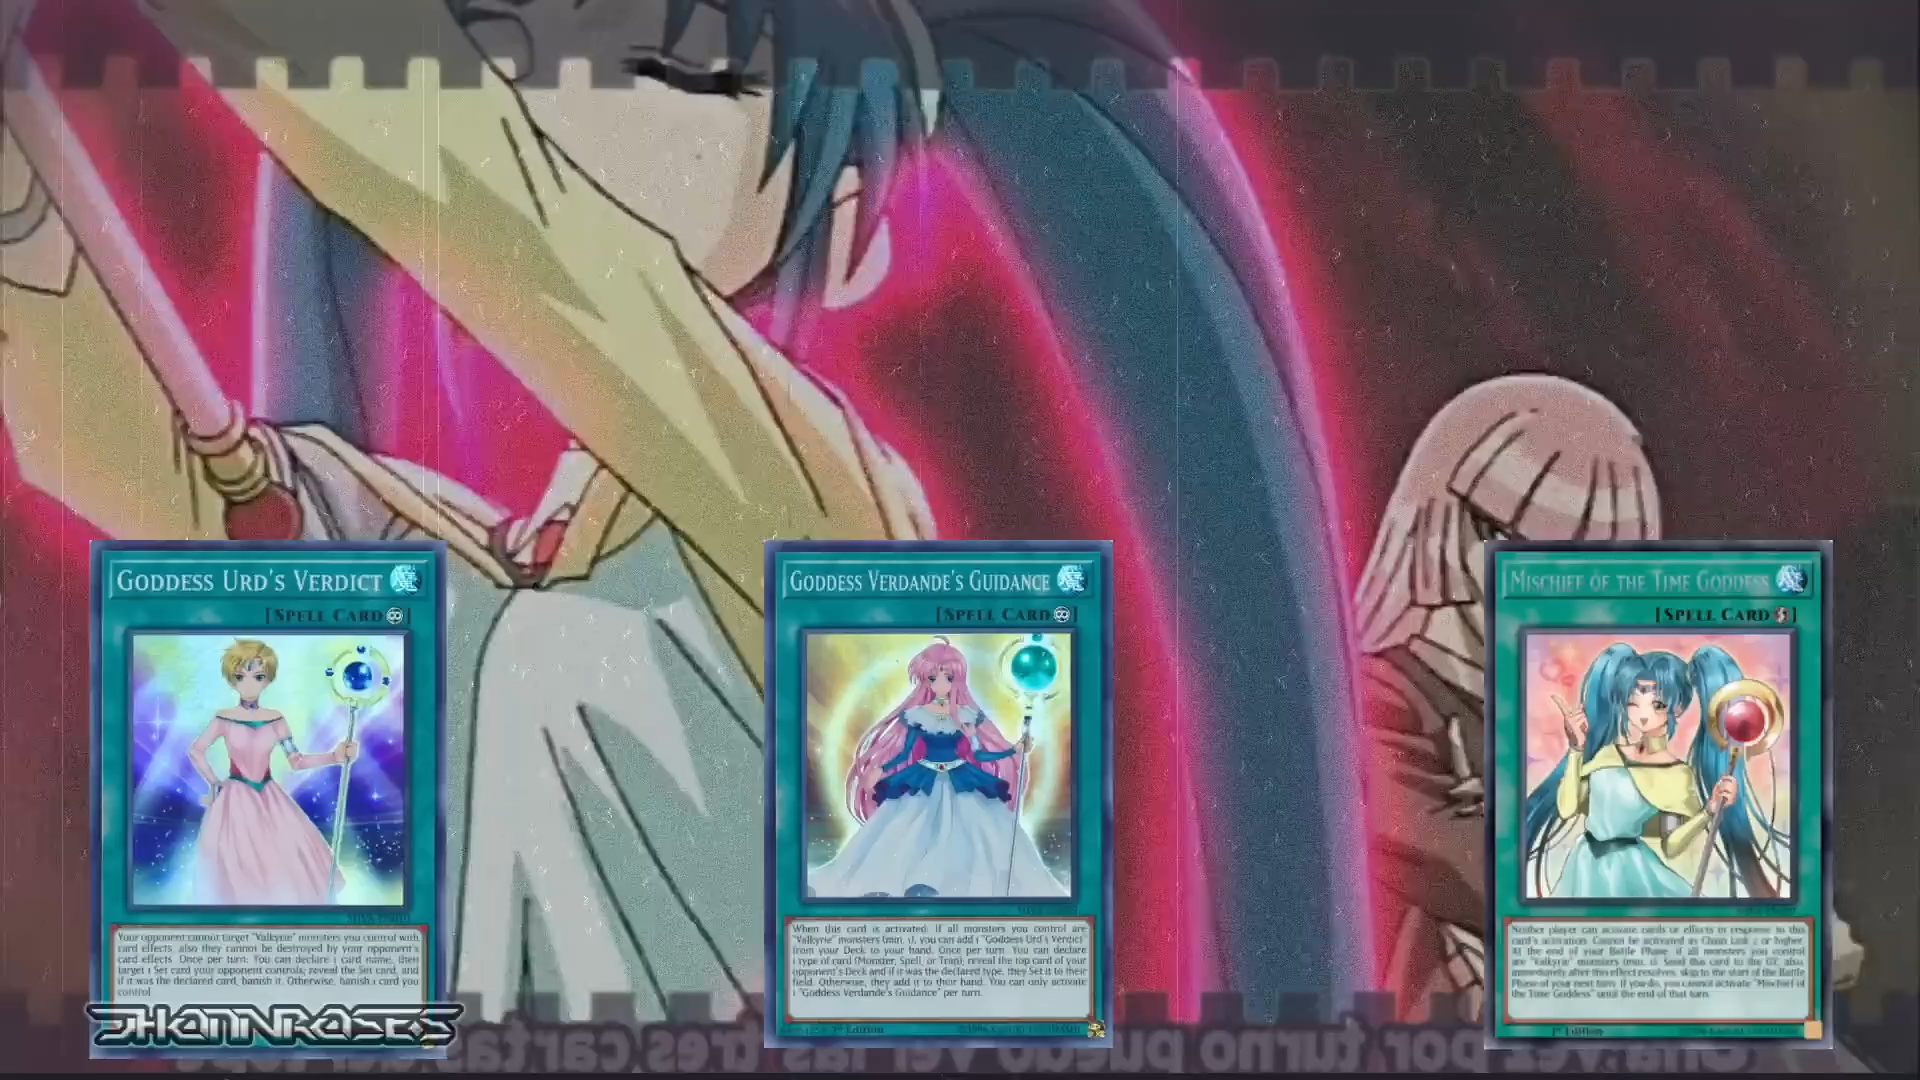 GODDESS URD'S VERDICT
[SPELL CARD]
Your opponent cannot target "Valkyrie" monsters you control with
card effects, also they cannot be destroyed by your opponent's
card effects. Once per turn: You can declare 1 card name, then
target 1 Set card your opponent controls; reveal the Set card, and
if it was the declared card, banish it. Otherwise, banish 1 card you
control
JHONNROSES
GODDESS VERDANDE'S GUIDANCE
[SPELL CARD]
When this card is activated: If all monsters you control are
"Valkyrie" monsters (min. 1), you can add 1 "Goddess Urd's Verdict"
from your Deck to your hand. Once per turn: You can declare
1 type of card (Monster, Spell, or Trap); reveal the top card of your
opponent's Deck and if it was the declared type, they Set it to their
field. Otherwise, they add it to their hand. You can only activate
1 "Goddess Verdande's Guidance" per turn.
1st Edition
MISCHIEF OF THE TIME GODDESS
[SPELL CARD]
Neither player can activate cards or effects in response to this
card's activation. Cannot be activated as Chain Link 2 or higher.
At the end of your Battle Phase, if all monsters you control
are "Valkyrie" monsters (min. 1): Send this card to the GY; also,
immediately after this effect resolves, skip to the start of the Battle
Phase of your next turn. If you do, you cannot activate "Mischief of
the Time Goddess" until the end of that turn.
1st Edition
Una vez por turno puedo ver las tres cartas